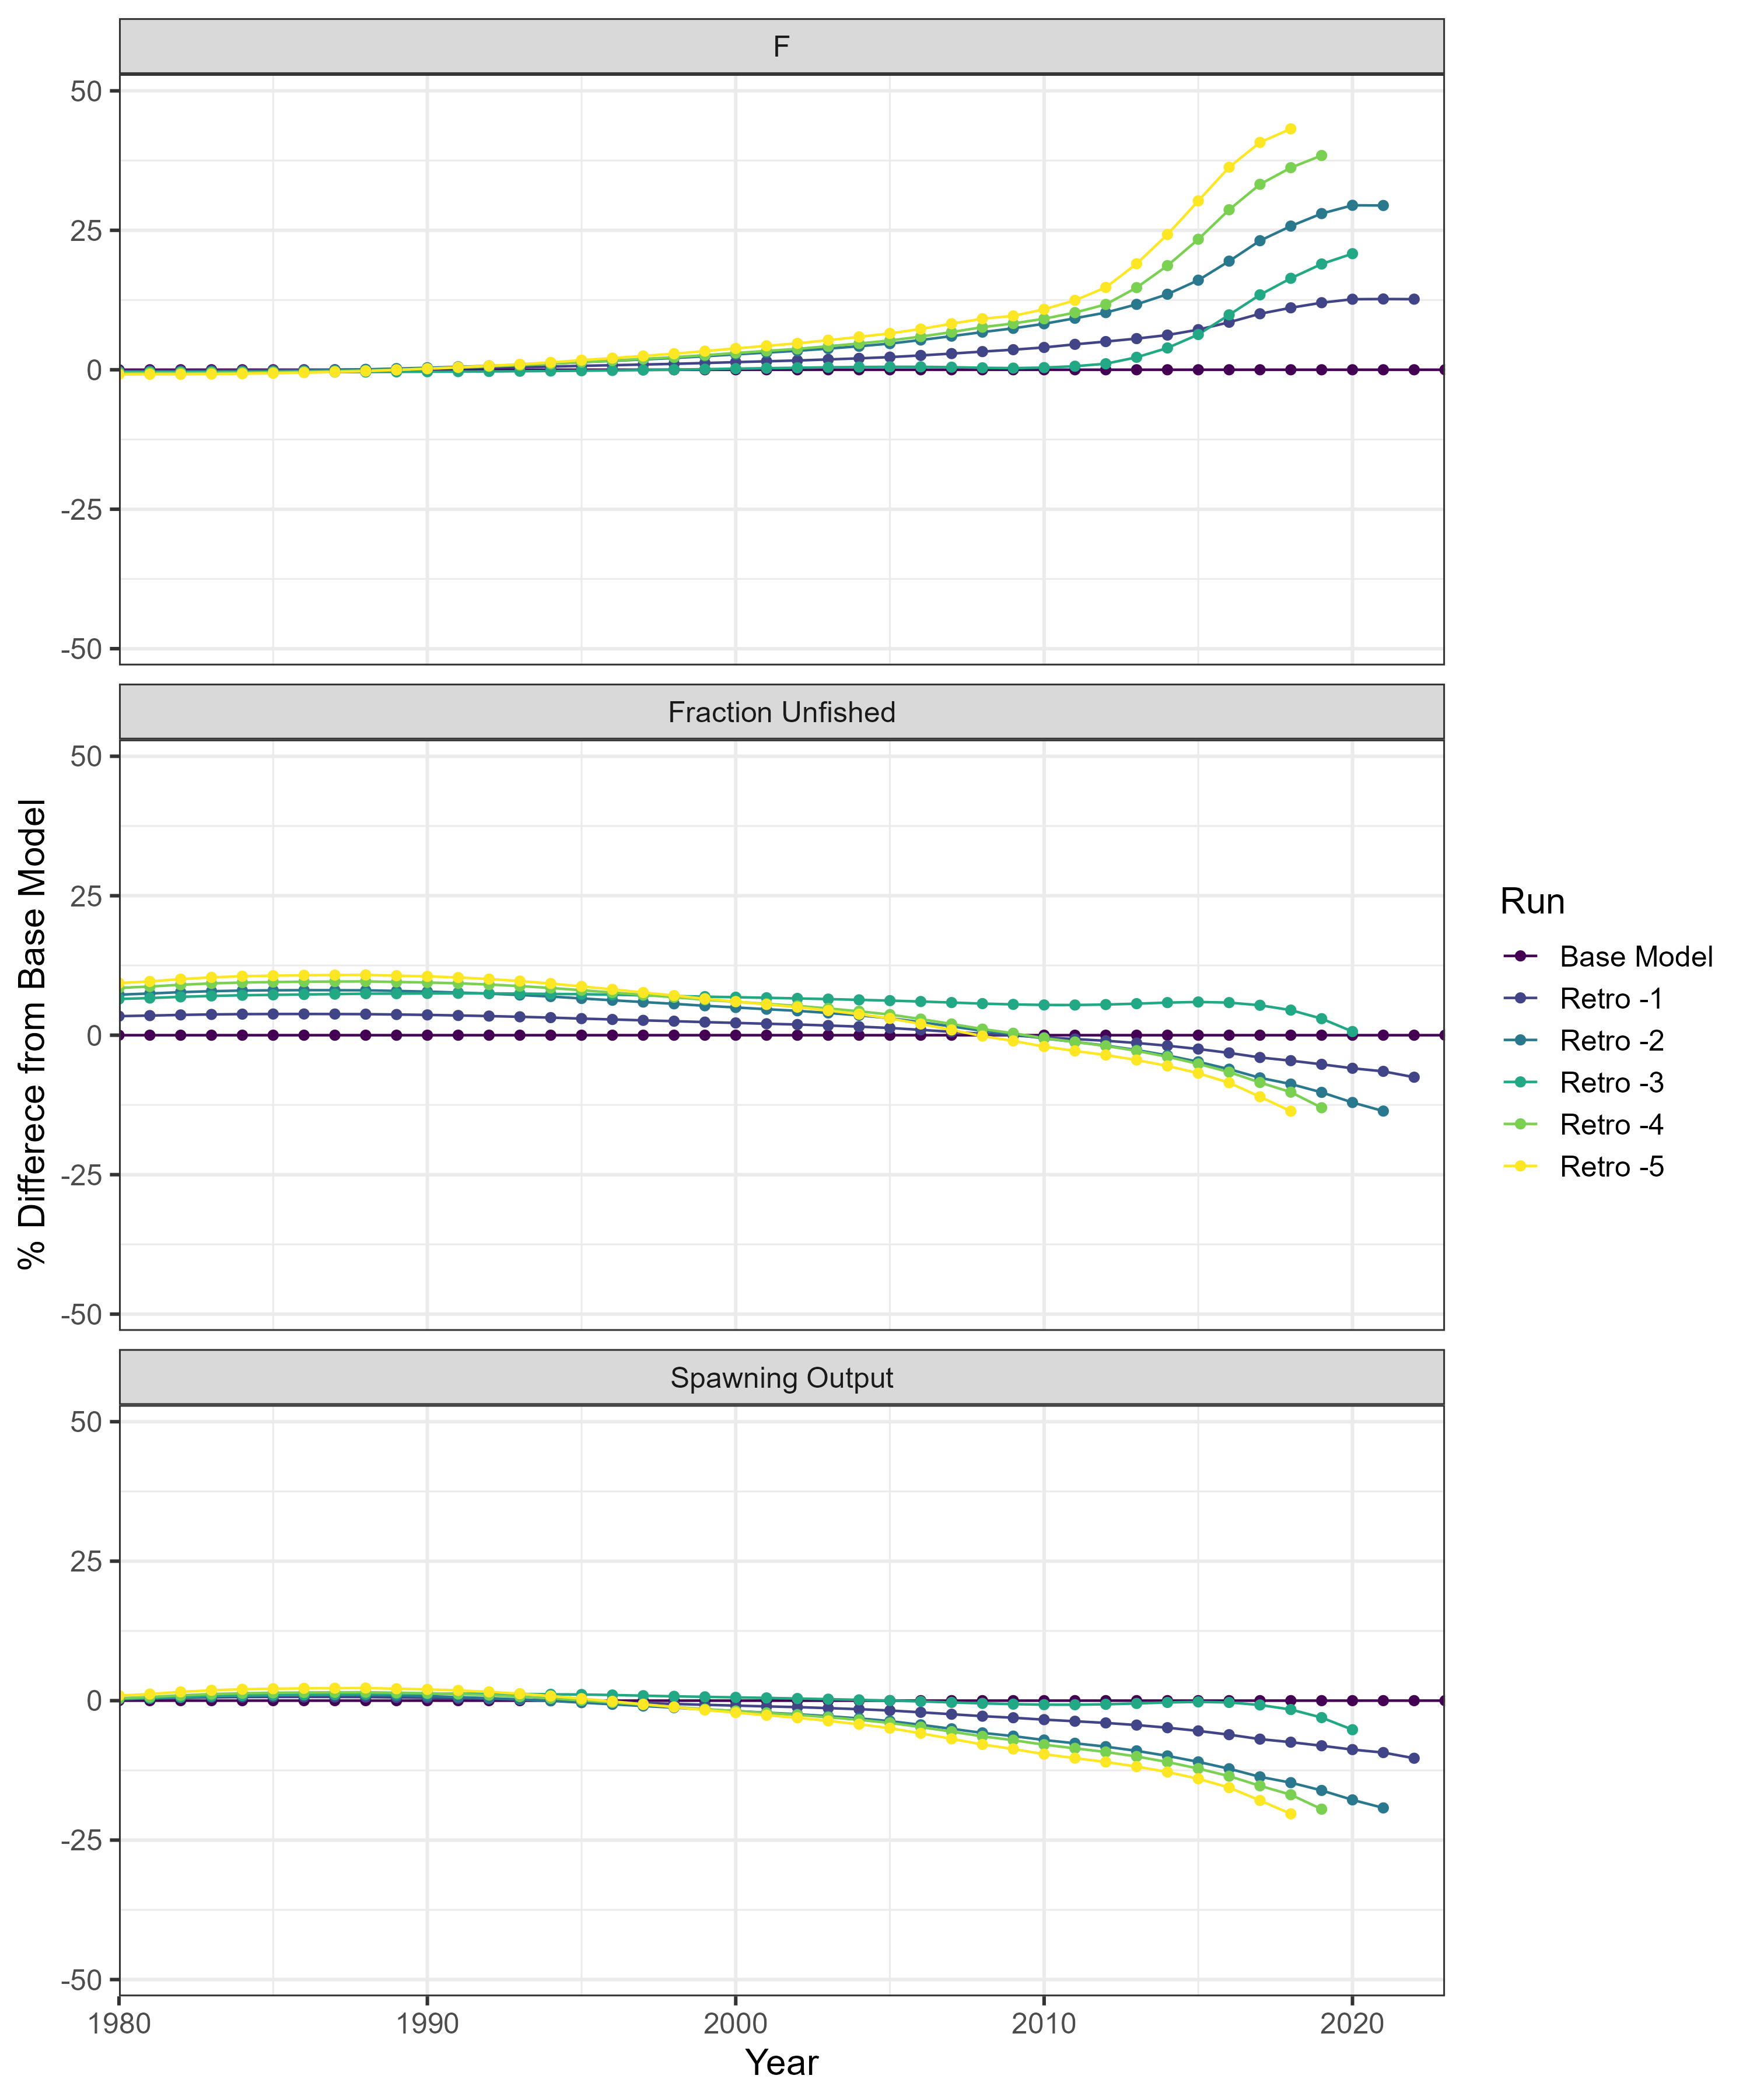 F
50
25
0
-25
-50
Fraction Unfished
50
25
0
-25
-50
Spawning Output
50
25
0
-25
-50
1980 1990 2000 2010 2020
Year
% Differece from Base Model
Run
Base Model
Retro -1
Retro -2
Retro -3
Retro -4
Retro -5